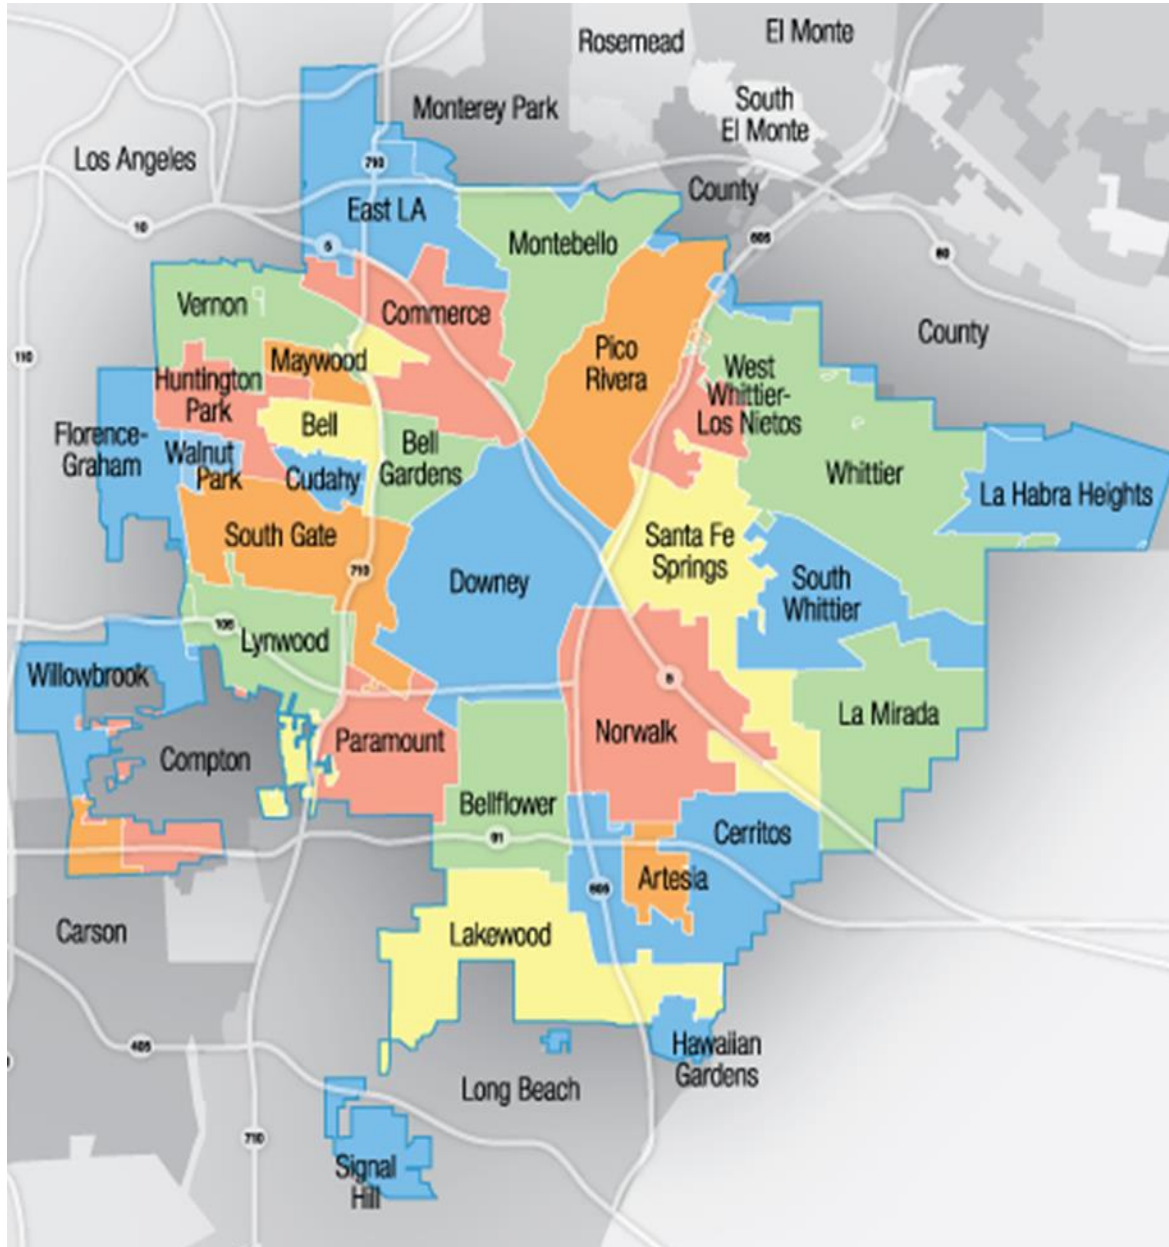 Rosemead
El Monte
Monterey Park
South
El Monte
Los Angeles
710
County
East LA
10
5
Montebello
605
60
Vernon
Commerce
County
110
Maywood
Pico
Rivera
West
Whittier-
Los Nietos
Huntington
Park
Bell
Florence-
Graham
Walnut
Park
Cudahy
Bell
Gardens
Whittier
La Habra Heights
South Gate
Santa Fe
Springs
710
Downey
South
Whittier
105
Lynwood
Willowbrook
5
Norwalk
La Mirada
Compton
Paramount
Bellflower
91
Cerritos
Artesia
605
Carson
Lakewood
405
Hawaiian
Gardens
Long Beach
710
Signal
Hill